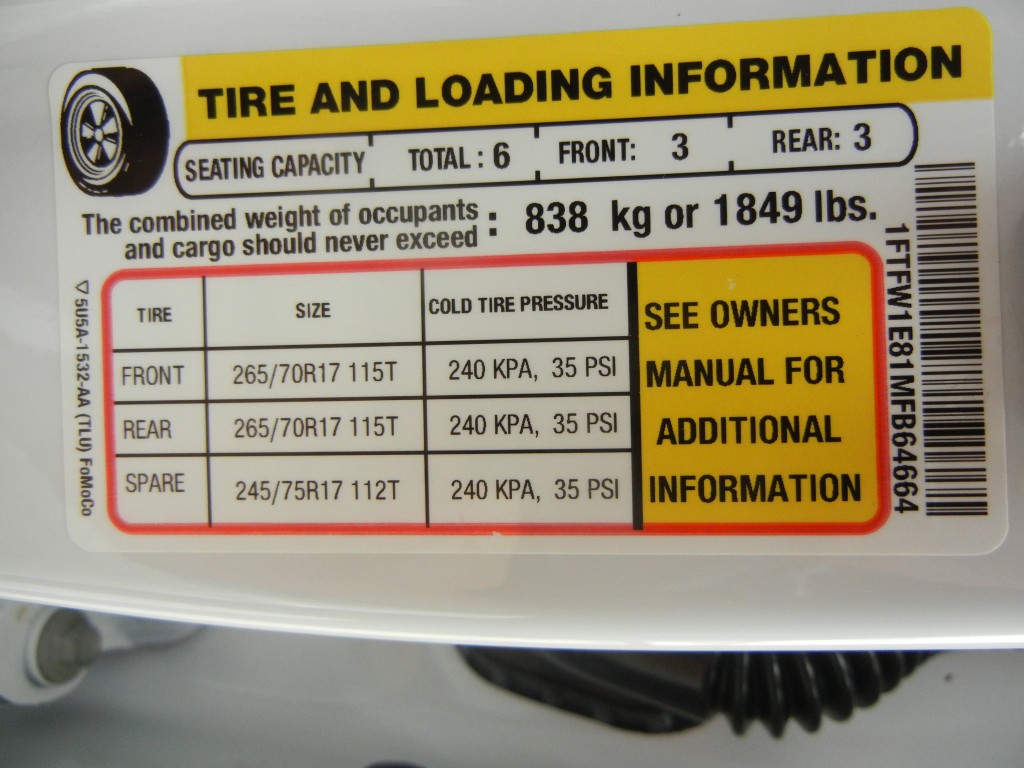 TIRE AND LOADING INFORMATION
SEATING CAPACITY TOTAL : 6 FRONT: 3 REAR: 3
The combined weight of occupants
and cargo should never exceed : 838 kg or 1849 lbs.
TIRE SIZE COLD TIRE PRESSURE
FRONT 265/70R17 115T 240 KPA, 35 PSI
REAR 265/70R17 115T 240 KPA, 35 PSI
SPARE 245/75R17 112T 240 KPA, 35 PSI
SEE OWNERS
MANUAL FOR
ADDITIONAL
INFORMATION
5U5A-1532-AA (TLU) FoMoCo
1FTFW1E81MFB64664